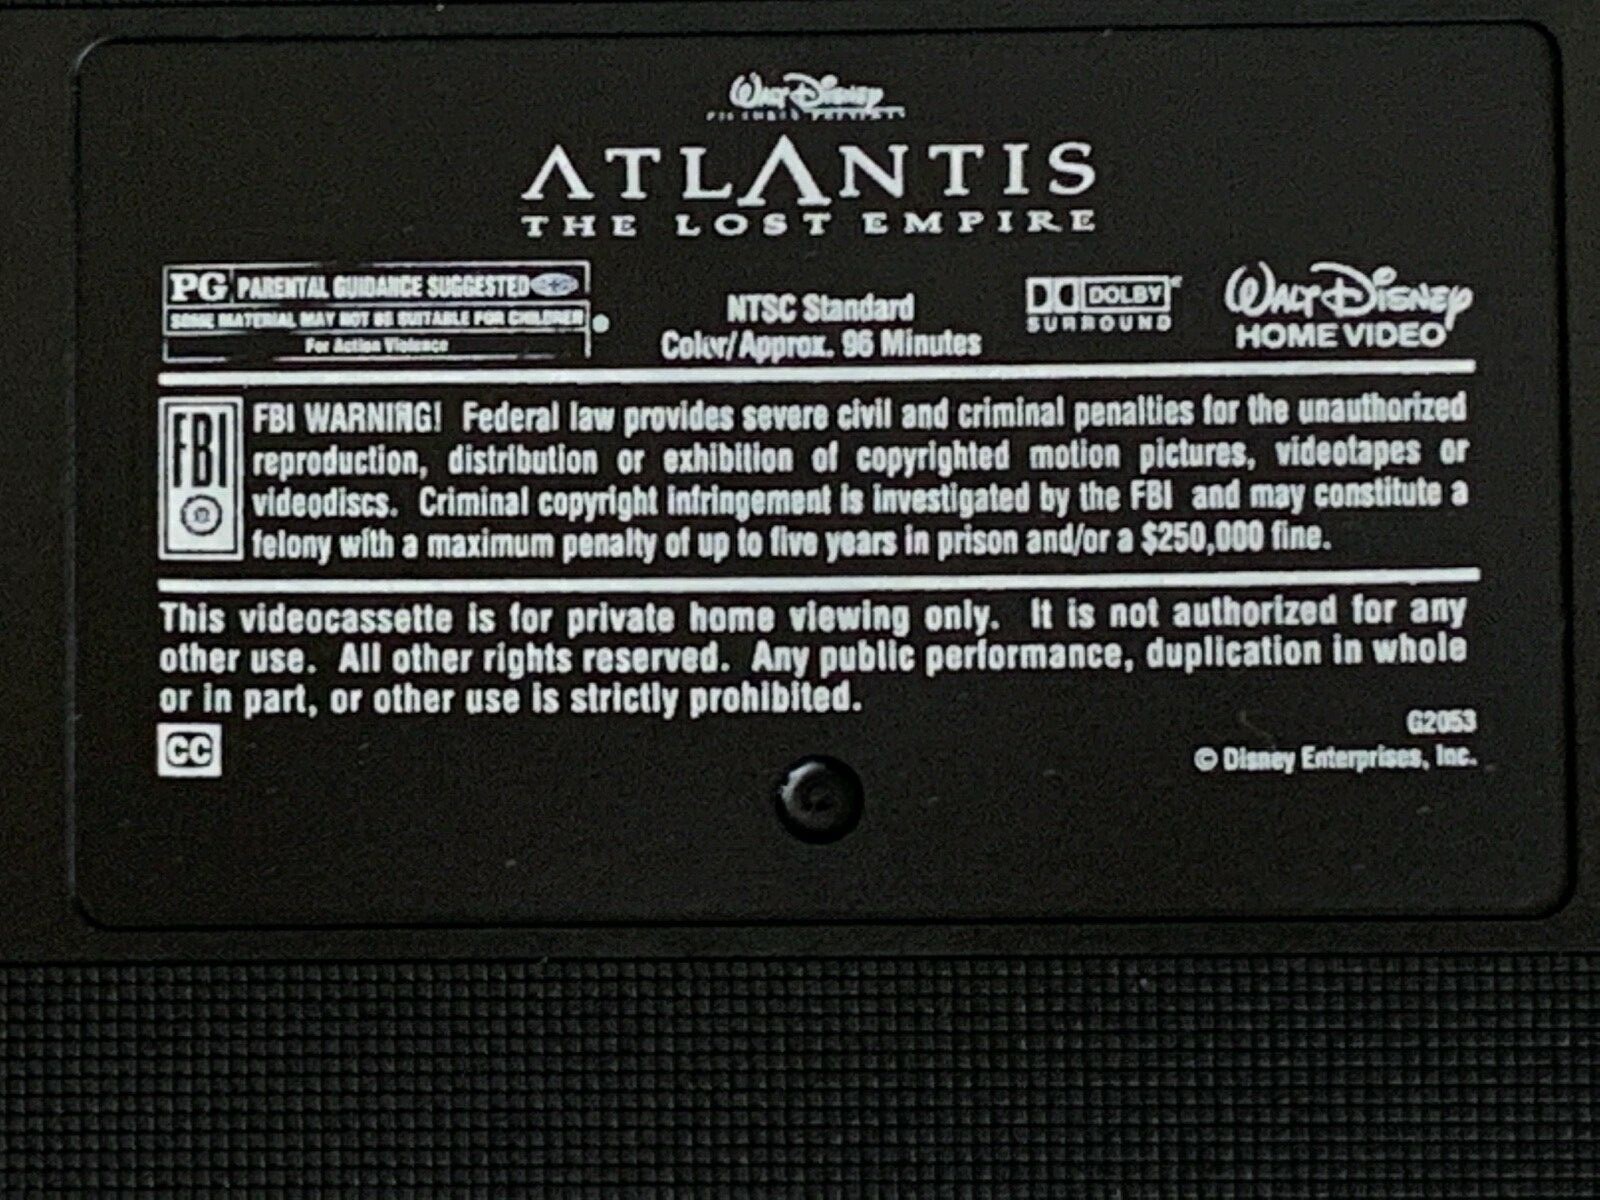 WALT DISNEY
PICTURES PRESENTS
ATLANTIS
THE LOST EMPIRE
PG PARENTAL GUIDANCE SUGGESTED
SOME MATERIAL MAY NOT BE SUITABLE FOR CHILDREN
For Action Violence
NTSC Standard
Color/Approx. 96 Minutes
DOLBY
SURROUND
WALT DISNEY
HOME VIDEO
FBI
FBI WARNING! Federal law provides severe civil and criminal penalties for the unauthorized
reproduction, distribution or exhibition of copyrighted motion pictures, videotapes or
videodiscs. Criminal copyright infringement is investigated by the FBI and may constitute a
felony with a maximum penalty of up to five years in prison and/or a $250,000 fine.
This videocassette is for private home viewing only. It is not authorized for any
other use. All other rights reserved. Any public performance, duplication in whole
or in part, or other use is strictly prohibited.
CC
G2053
© Disney Enterprises, Inc.